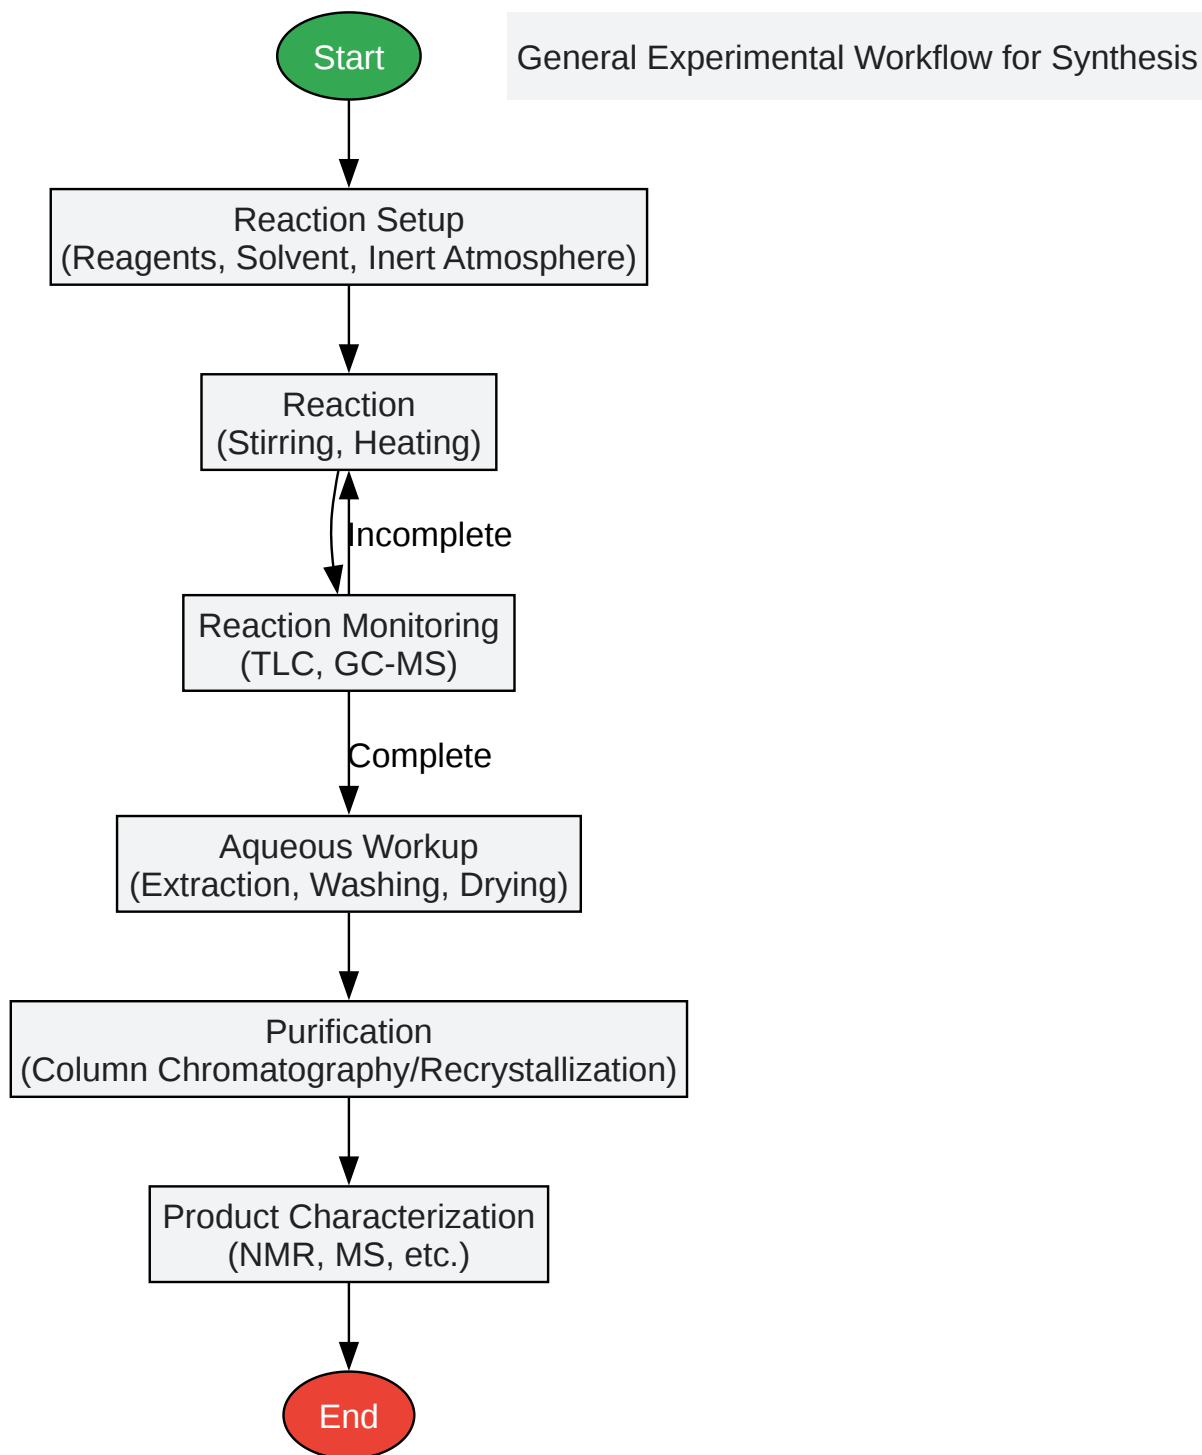 Start
General Experimental Workflow for Synthesis
Reaction Setup
(Reagents, Solvent, Inert Atmosphere)
Reaction
(Stirring, Heating)
Incomplete
Reaction Monitoring
(TLC, GC-MS)
Complete
Aqueous Workup
(Extraction, Washing, Drying)
Purification
(Column Chromatography/Recrystallization)
Product Characterization
(NMR, MS, etc.)
End